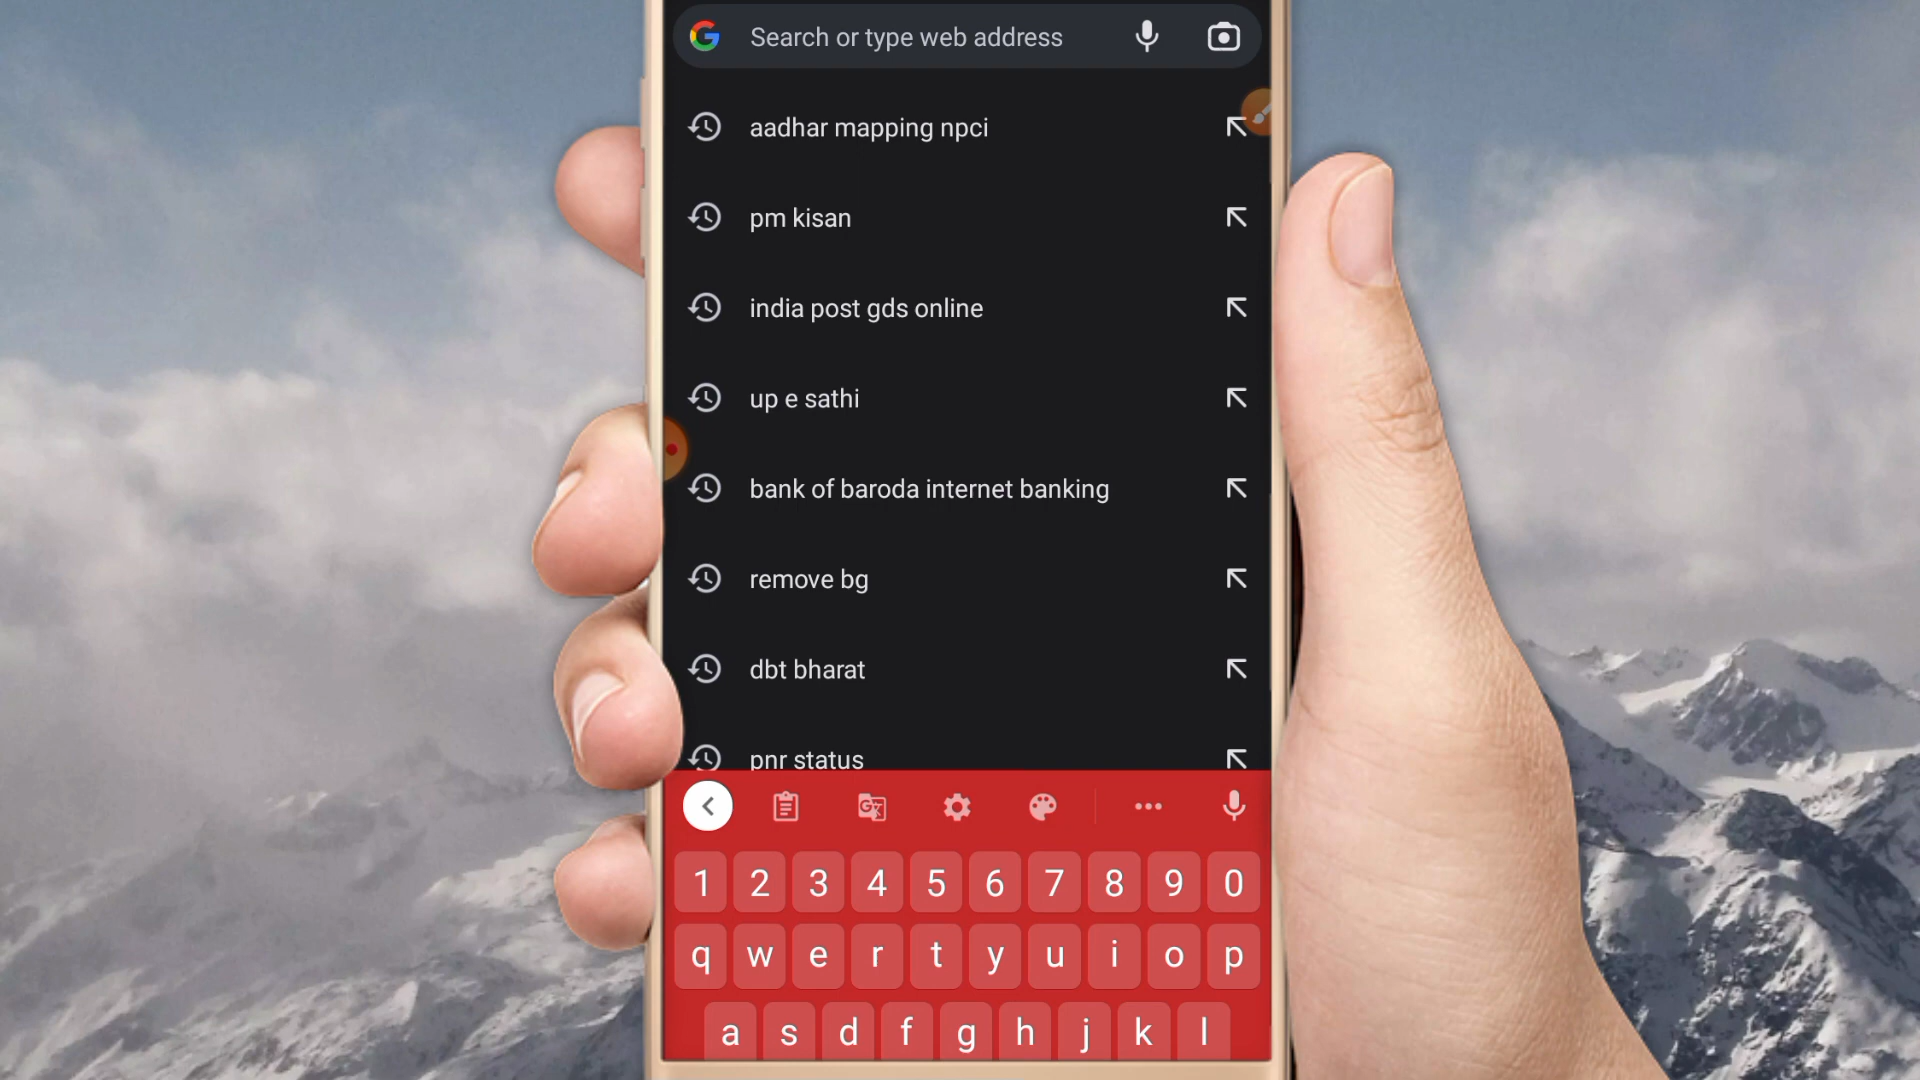 Search or type web address
aadhar mapping npci
pm kisan
india post gds online
up e sathi
bank of baroda internet banking
remove bg
dbt bharat
pnr status
1 2 3 4 5 6 7 8 9 0
q w e r t y u i o p
a s d f g h j k l